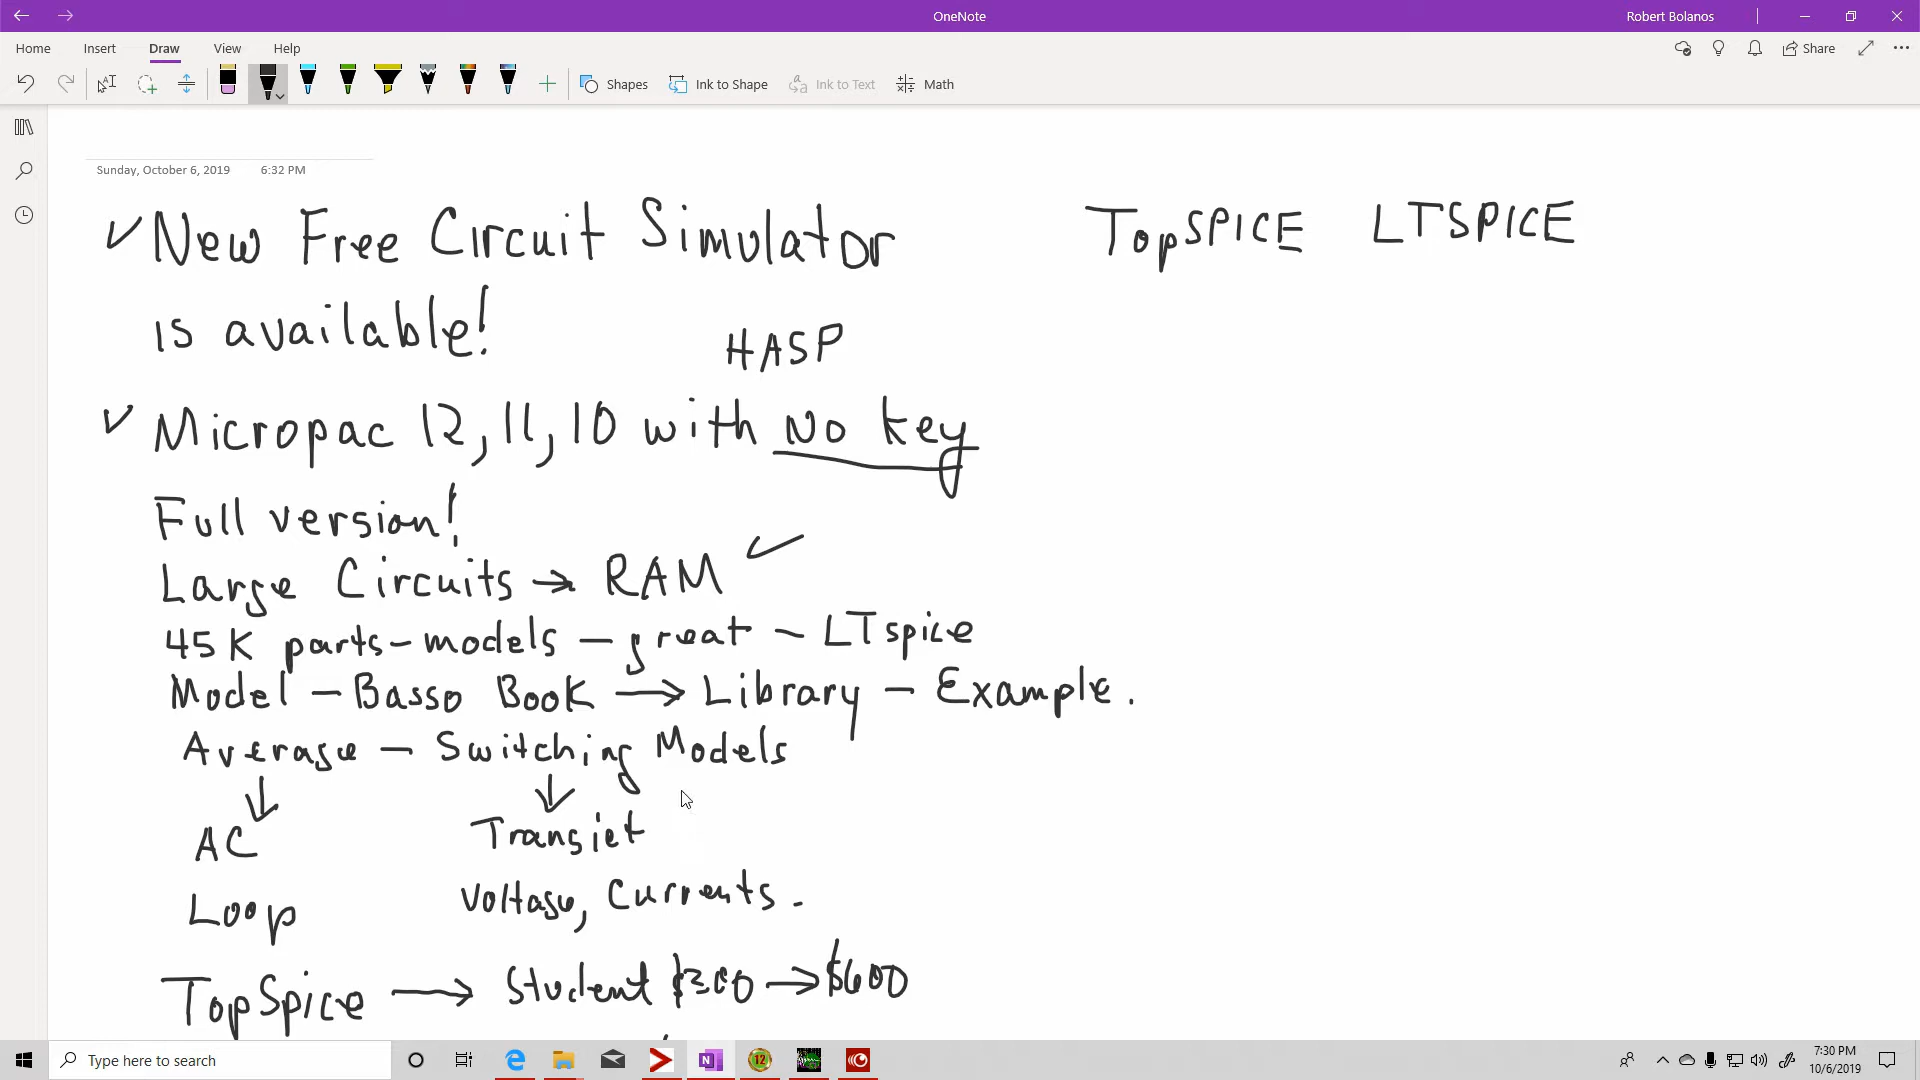 OneNote
Robert Bolanos
Home Insert Draw View Help
Share
Shapes Ink to Shape Ink to Text Math
Sunday, October 6, 2019 6:32 PM
New Free Circuit Simulator
is available!
TopSPICE LTSPICE
HASP
Micropac 12, 11, 10 with No key
Full version!
Large Circuits → RAM
45K parts-models - great - LTspice
Model - Basso Book → Library - Example.
Average - Switching Models
AC
Transiet
Loop
Voltage, Currents.
TopSpice → Student $300 → $600
Type here to search
12
7:30 PM
10/6/2019